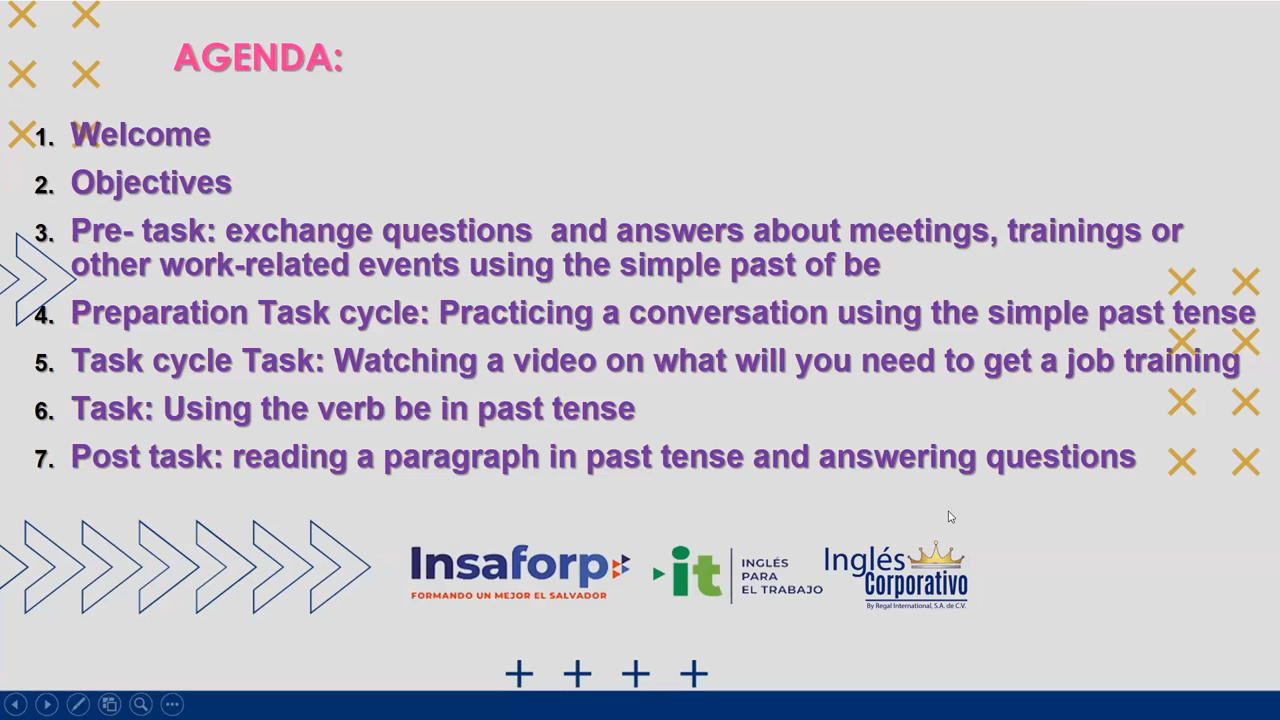 AGENDA:
1. Welcome
2. Objectives
3. Pre- task: exchange questions  and answers about meetings, trainings or
other work-related events using the simple past of be
4. Preparation Task cycle: Practicing a conversation using the simple past tense
5. Task cycle Task: Watching a video on what will you need to get a job training
6. Task: Using the verb be in past tense
7. Post task: reading a paragraph in past tense and answering questions
Insaforp
FORMANDO UN MEJOR EL SALVADOR
it
INGLÉS
PARA
EL TRABAJO
Inglés
Corporativo
By Regal International, S.A. de C.V.